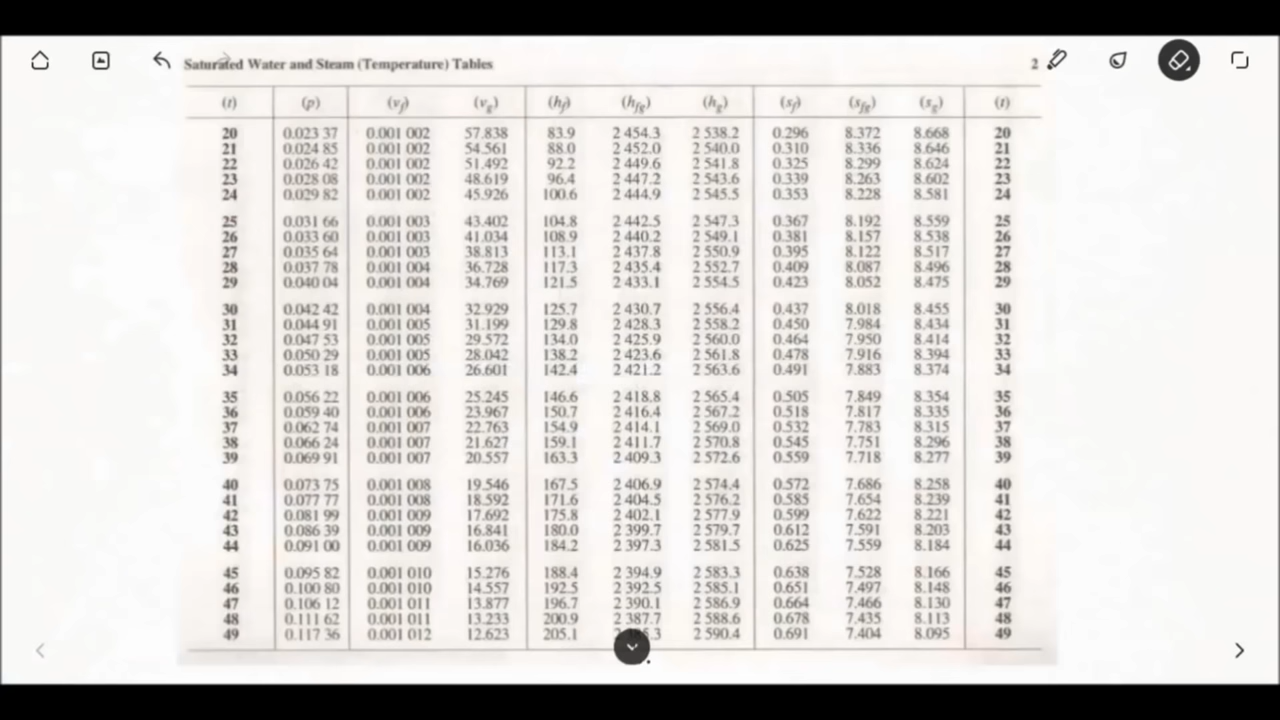 Saturated Water and Steam (Temperature) Tables 2
(t) (p) (vf) (vg) (hf) (hfg) (hg) (sf) (sfg) (sg) (t)
20 0.023 37 0.001 002 57.838 83.9 2 454.3 2 538.2 0.296 8.372 8.668 20
21 0.024 85 0.001 002 54.561 88.0 2 452.0 2 540.0 0.310 8.336 8.646 21
22 0.026 42 0.001 002 51.492 92.2 2 449.6 2 541.8 0.325 8.299 8.624 22
23 0.028 08 0.001 002 48.619 96.4 2 447.2 2 543.6 0.339 8.263 8.602 23
24 0.029 82 0.001 002 45.926 100.6 2 444.9 2 545.5 0.353 8.228 8.581 24
25 0.031 66 0.001 003 43.402 104.8 2 442.5 2 547.3 0.367 8.192 8.559 25
26 0.033 60 0.001 003 41.034 108.9 2 440.2 2 549.1 0.381 8.157 8.538 26
27 0.035 64 0.001 003 38.813 113.1 2 437.8 2 550.9 0.395 8.122 8.517 27
28 0.037 78 0.001 004 36.728 117.3 2 435.4 2 552.7 0.409 8.087 8.496 28
29 0.040 04 0.001 004 34.769 121.5 2 433.1 2 554.5 0.423 8.052 8.475 29
30 0.042 42 0.001 004 32.929 125.7 2 430.7 2 556.4 0.437 8.018 8.455 30
31 0.044 91 0.001 005 31.199 129.8 2 428.3 2 558.2 0.450 7.984 8.434 31
32 0.047 53 0.001 005 29.572 134.0 2 425.9 2 560.0 0.464 7.950 8.414 32
33 0.050 29 0.001 005 28.042 138.2 2 423.6 2 561.8 0.478 7.916 8.394 33
34 0.053 18 0.001 006 26.601 142.4 2 421.2 2 563.6 0.491 7.883 8.374 34
35 0.056 22 0.001 006 25.245 146.6 2 418.8 2 565.4 0.505 7.849 8.354 35
36 0.059 40 0.001 006 23.967 150.7 2 416.4 2 567.2 0.518 7.817 8.335 36
37 0.062 74 0.001 007 22.763 154.9 2 414.1 2 569.0 0.532 7.783 8.315 37
38 0.066 24 0.001 007 21.627 159.1 2 411.7 2 570.8 0.545 7.751 8.296 38
39 0.069 91 0.001 007 20.557 163.3 2 409.3 2 572.6 0.559 7.718 8.277 39
40 0.073 75 0.001 008 19.546 167.5 2 406.9 2 574.4 0.572 7.686 8.258 40
41 0.077 77 0.001 008 18.592 171.6 2 404.5 2 576.2 0.585 7.654 8.239 41
42 0.081 99 0.001 009 17.692 175.8 2 402.1 2 577.9 0.599 7.622 8.221 42
43 0.086 39 0.001 009 16.841 180.0 2 399.7 2 579.7 0.612 7.591 8.203 43
44 0.091 00 0.001 009 16.036 184.2 2 397.3 2 581.5 0.625 7.559 8.184 44
45 0.095 82 0.001 010 15.276 188.4 2 394.9 2 583.3 0.638 7.528 8.166 45
46 0.100 80 0.001 010 14.557 192.5 2 392.5 2 585.1 0.651 7.497 8.148 46
47 0.106 12 0.001 011 13.877 196.7 2 390.1 2 586.9 0.664 7.466 8.130 47
48 0.111 62 0.001 011 13.233 200.9 2 387.7 2 588.6 0.678 7.435 8.113 48
49 0.117 36 0.001 012 12.623 205.1 2 590.4 0.691 7.404 8.095 49